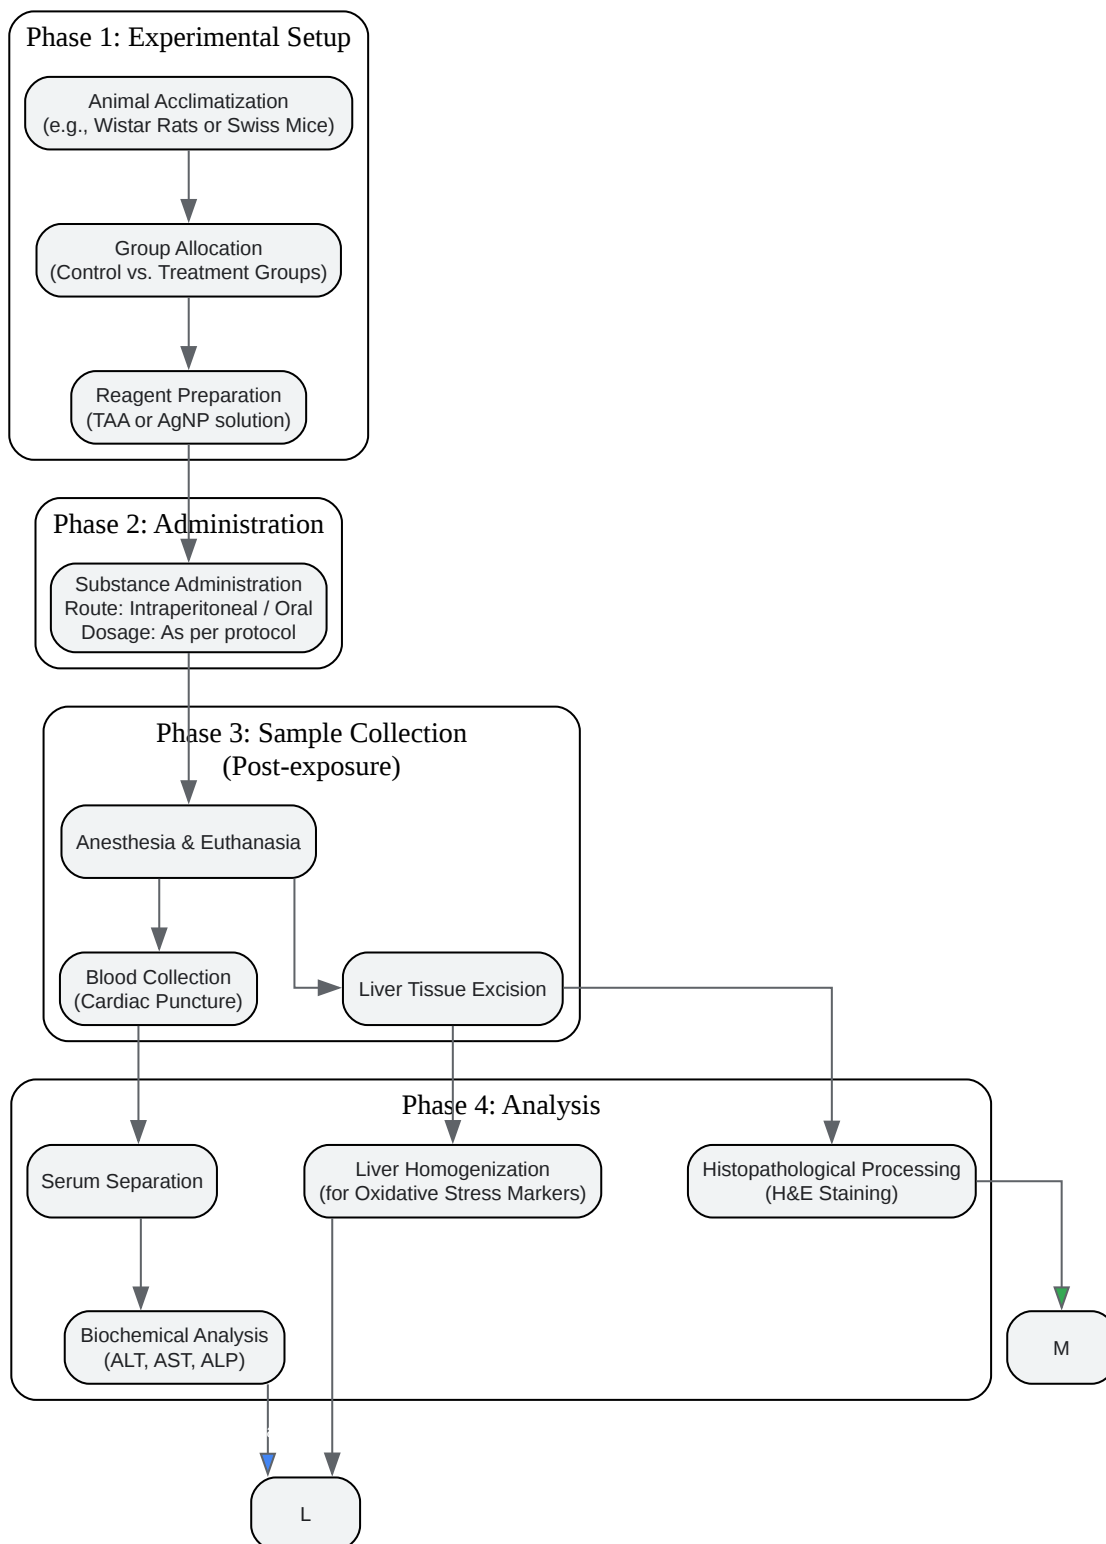 Phase 1: Experimental Setup
Animal Acclimatization
(e.g., Wistar Rats or Swiss Mice)
Group Allocation
(Control vs. Treatment Groups)
Reagent Preparation
(TAA or AgNP solution)
Phase 2: Administration
Substance Administration
Route: Intraperitoneal / Oral
Dosage: As per protocol
Phase 3: Sample Collection
(Post-exposure)
Anesthesia & Euthanasia
Blood Collection
(Cardiac Puncture)
Liver Tissue Excision
Phase 4: Analysis
Serum Separation
Liver Homogenization
(for Oxidative Stress Markers)
Histopathological Processing
(H&E Staining)
Biochemical Analysis
(ALT, AST, ALP)
M
L